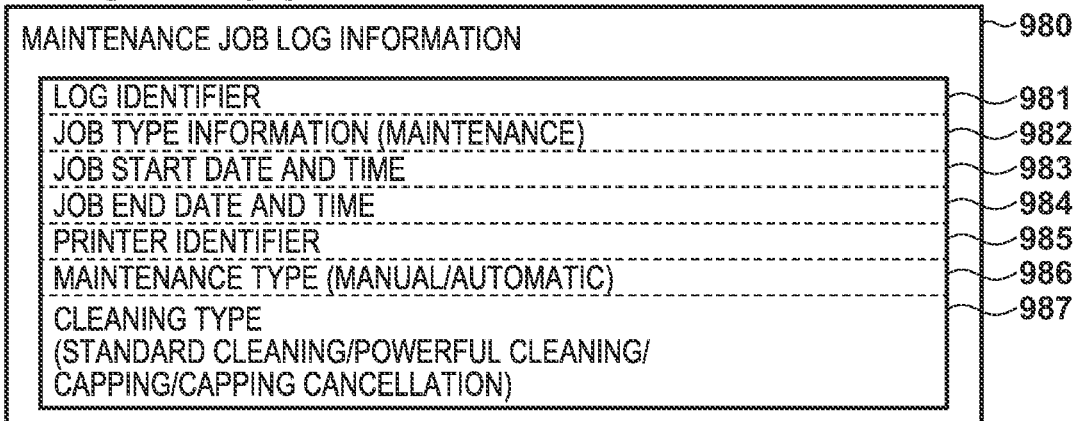 MAINTENANCE JOB LOG INFORMATION 980
LOG IDENTIFIER 981
JOB TYPE INFORMATION (MAINTENANCE) 982
JOB START DATE AND TIME 983
JOB END DATE AND TIME 984
PRINTER IDENTIFIER 985
MAINTENANCE TYPE (MANUAL/AUTOMATIC) 986
CLEANING TYPE 987
(STANDARD CLEANING/POWERFUL CLEANING/
CAPPING/CAPPING CANCELLATION)